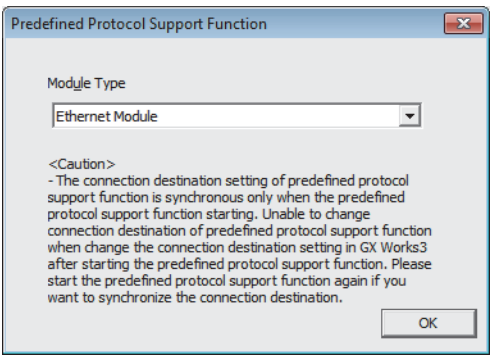 Predefined Protocol Support Function
Module Type
Ethernet Module
<Caution>
- The connection destination setting of predefined protocol
support function is synchronous only when the predefined
protocol support function starting. Unable to change
connection destination of predefined protocol support function
when change the connection destination setting in GX Works3
after starting the predefined protocol support function. Please
start the predefined protocol support function again if you
want to synchronize the connection destination.
OK